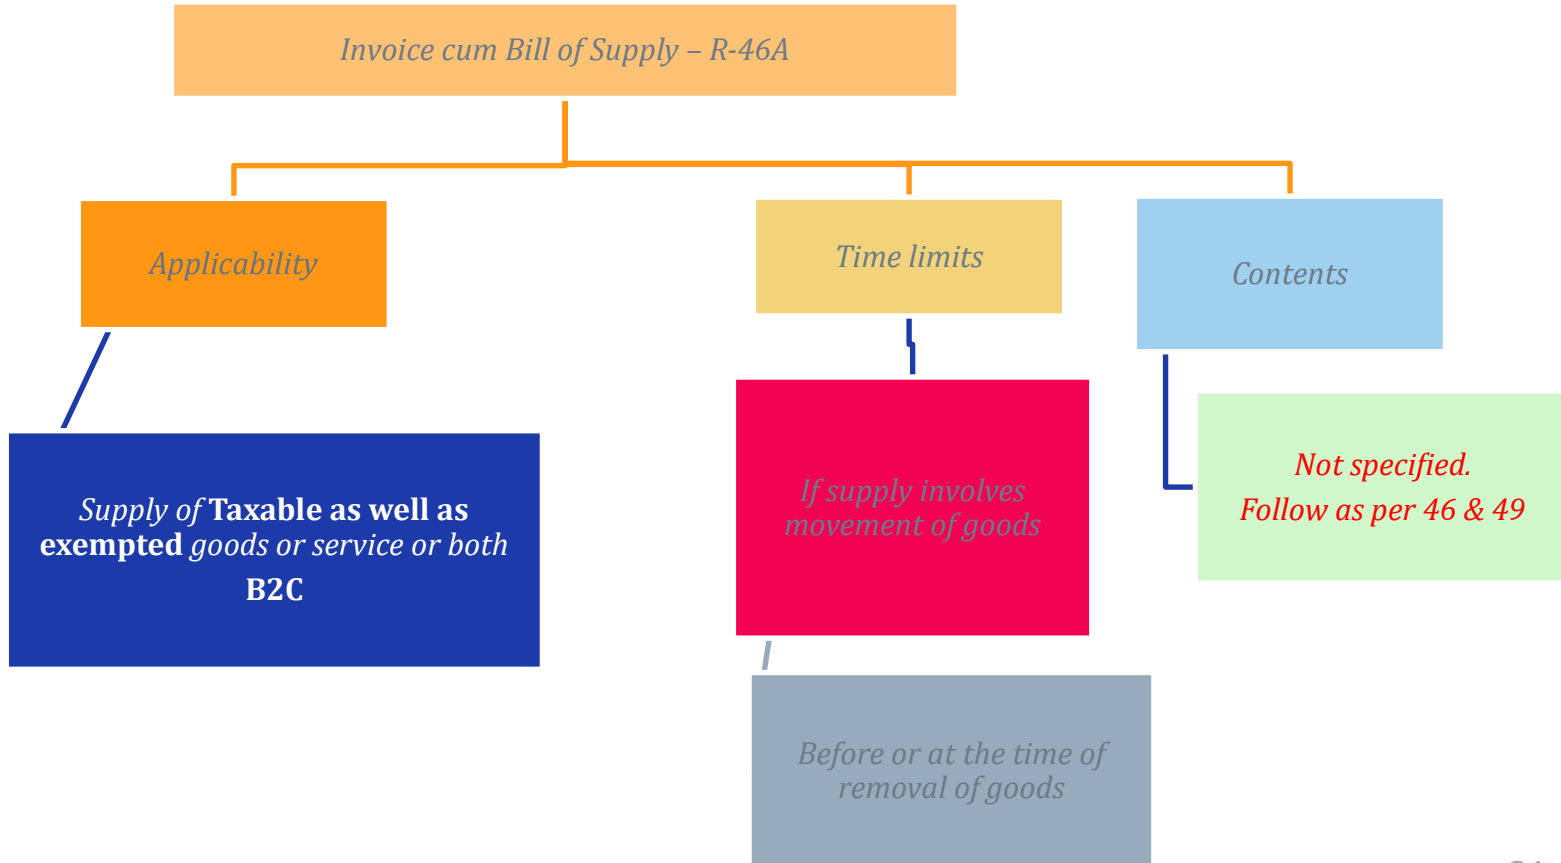 Invoice cum Bill of Supply – R-46A
Applicability
Time limits
Contents
Supply of Taxable as well as
exempted goods or service or both
B2C
If supply involves
movement of goods
Not specified.
Follow as per 46 & 49
Before or at the time of
removal of goods